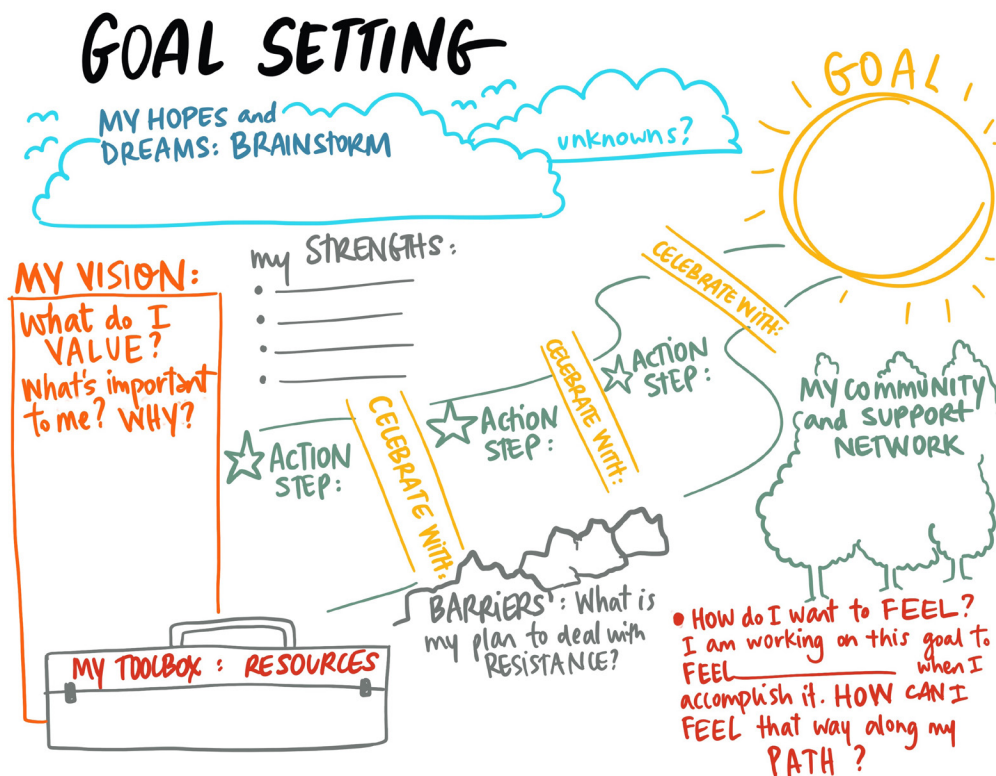 GOAL SETTING
MY HOPES and
DREAMS: BRAINSTORM
unknowns?
GOAL
MY VISION:
What do I
VALUE?
What's important
to me? WHY?
my STRENGTHS:
ACTION
STEP:
CELEBRATE WITH:
ACTION
STEP:
CELEBRATE WITH:
ACTION
STEP:
CELEBRATE WITH:
MY COMMUNITY
and SUPPORT
NETWORK
BARRIERS: What is
my plan to deal with
RESISTANCE?
MY TOOLBOX: RESOURCES
• HOW do I want to FEEL?
I am working on this goal to
FEEL__________ when I
accomplish it. HOW CAN I
FEEL that way along my
PATH?